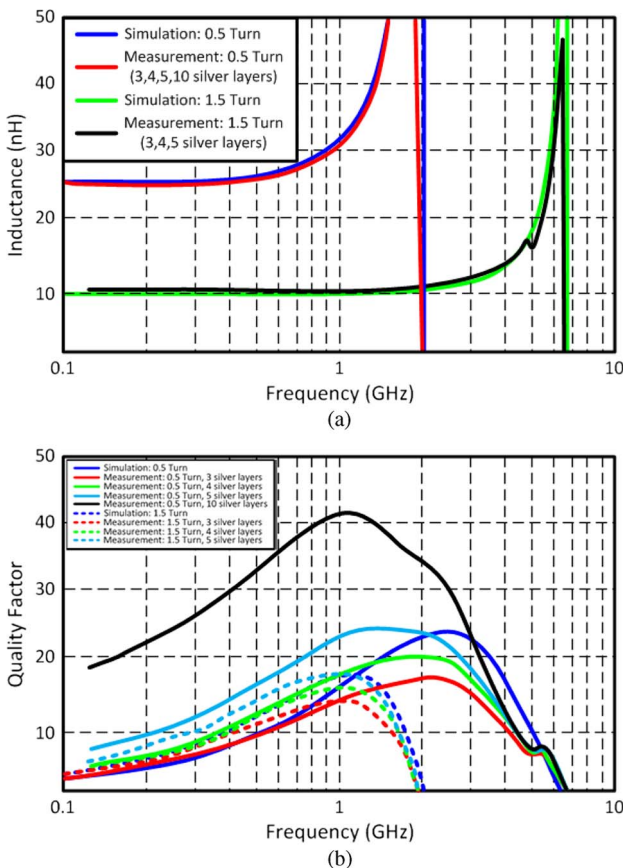 50
40
30
20
10
Inductance (nH)
Simulation: 0.5 Turn
Measurement: 0.5 Turn
(3,4,5,10 silver layers)
Simulation: 1.5 Turn
Measurement: 1.5 Turn
(3,4,5 silver layers)
0.1
1
10
Frequency (GHz)
(a)
50
40
30
20
10
Quality Factor
Simulation: 0.5 Turn
Measurement: 0.5 Turn, 3 silver layers
Measurement: 0.5 Turn, 4 silver layers
Measurement: 0.5 Turn, 5 silver layers
Measurement: 0.5 Turn, 10 silver layers
Simulation: 1.5 Turn
Measurement: 1.5 Turn, 3 silver layers
Measurement: 1.5 Turn, 4 silver layers
Measurement: 1.5 Turn, 5 silver layers
0.1
1
10
Frequency (GHz)
(b)